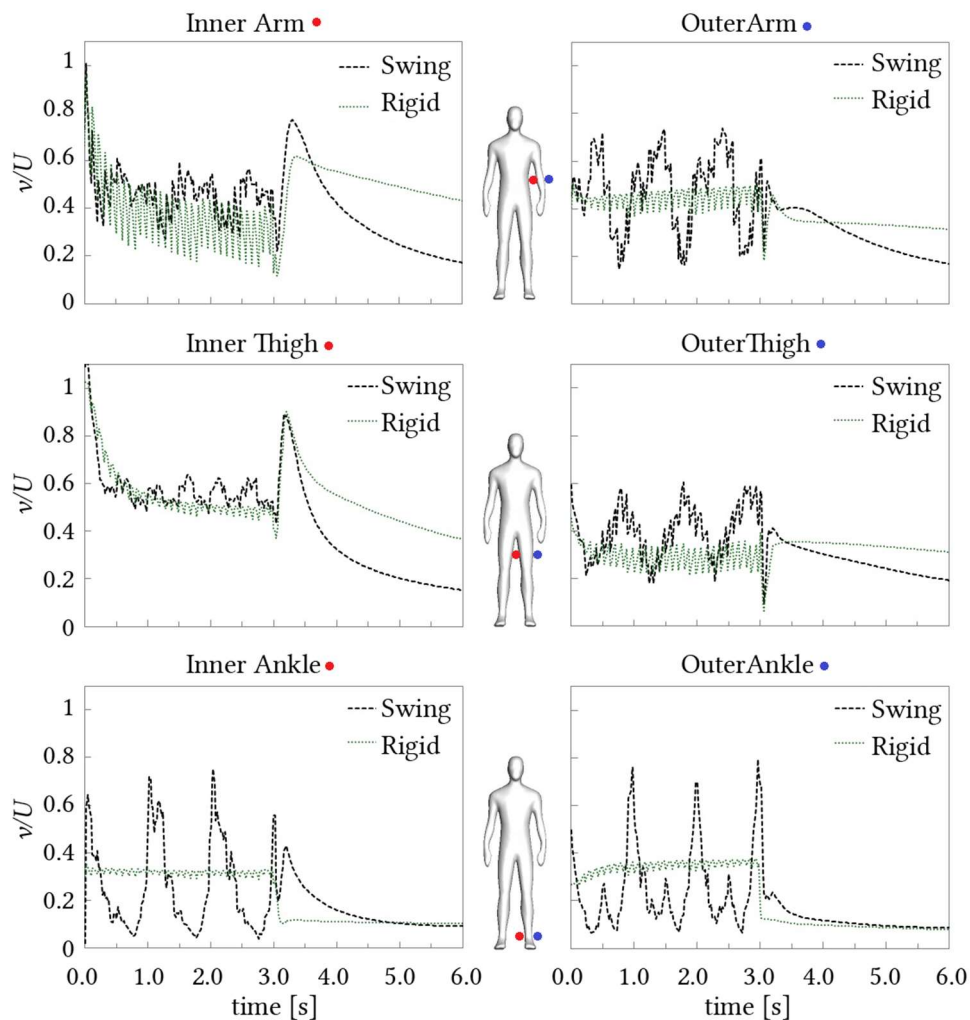 Inner Arm
OuterArm
1
0.8
0.6
0.4
0.2
0
v/U
Swing
Rigid
Swing
Rigid
Inner Thigh
OuterThigh
1
0.8
0.6
0.4
0.2
0
v/U
Swing
Rigid
Swing
Rigid
Inner Ankle
OuterAnkle
1
0.8
0.6
0.4
0.2
0
v/U
Swing
Rigid
Swing
Rigid
0.0 1.0 2.0 3.0 4.0 5.0 6.0
0.0 1.0 2.0 3.0 4.0 5.0 6.0
time [s]
time [s]